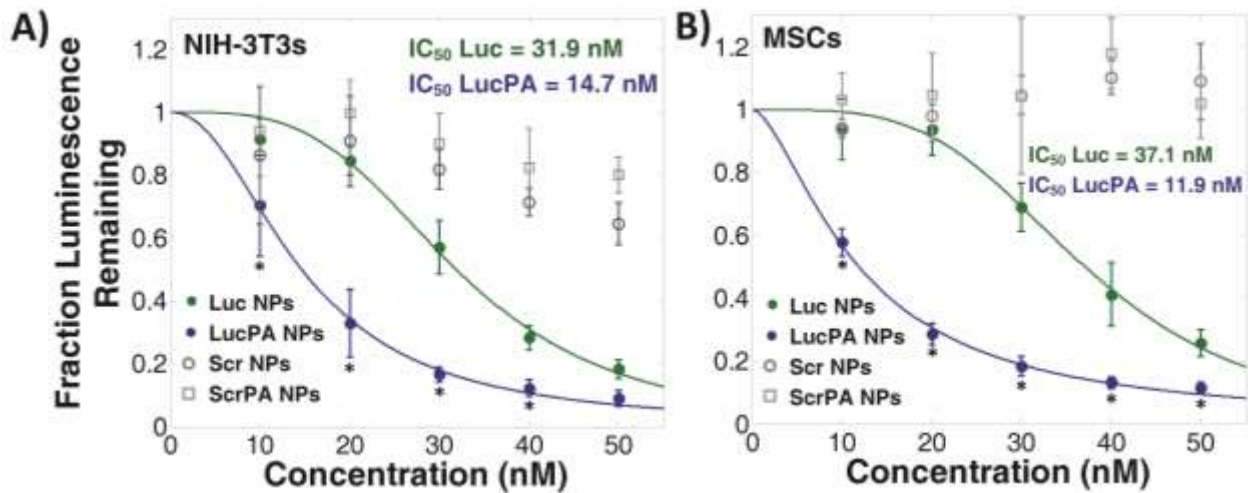 A)
NIH-3T3s
IC50 Luc = 31.9 nM
IC50 LucPA = 14.7 nM
Fraction Luminescence
Remaining
1.2
1
0.8
0.6
0.4
0.2
0
Luc NPs
LucPA NPs
Scr NPs
ScrPA NPs
*
*
*
*
0 10 20 30 40 50
Concentration (nM)
B)
MSCs
IC50 Luc = 37.1 nM
IC50 LucPA = 11.9 nM
1.2
1
0.8
0.6
0.4
0.2
0
Luc NPs
LucPA NPs
Scr NPs
ScrPA NPs
*
*
*
*
*
0 10 20 30 40 50
Concentration (nM)